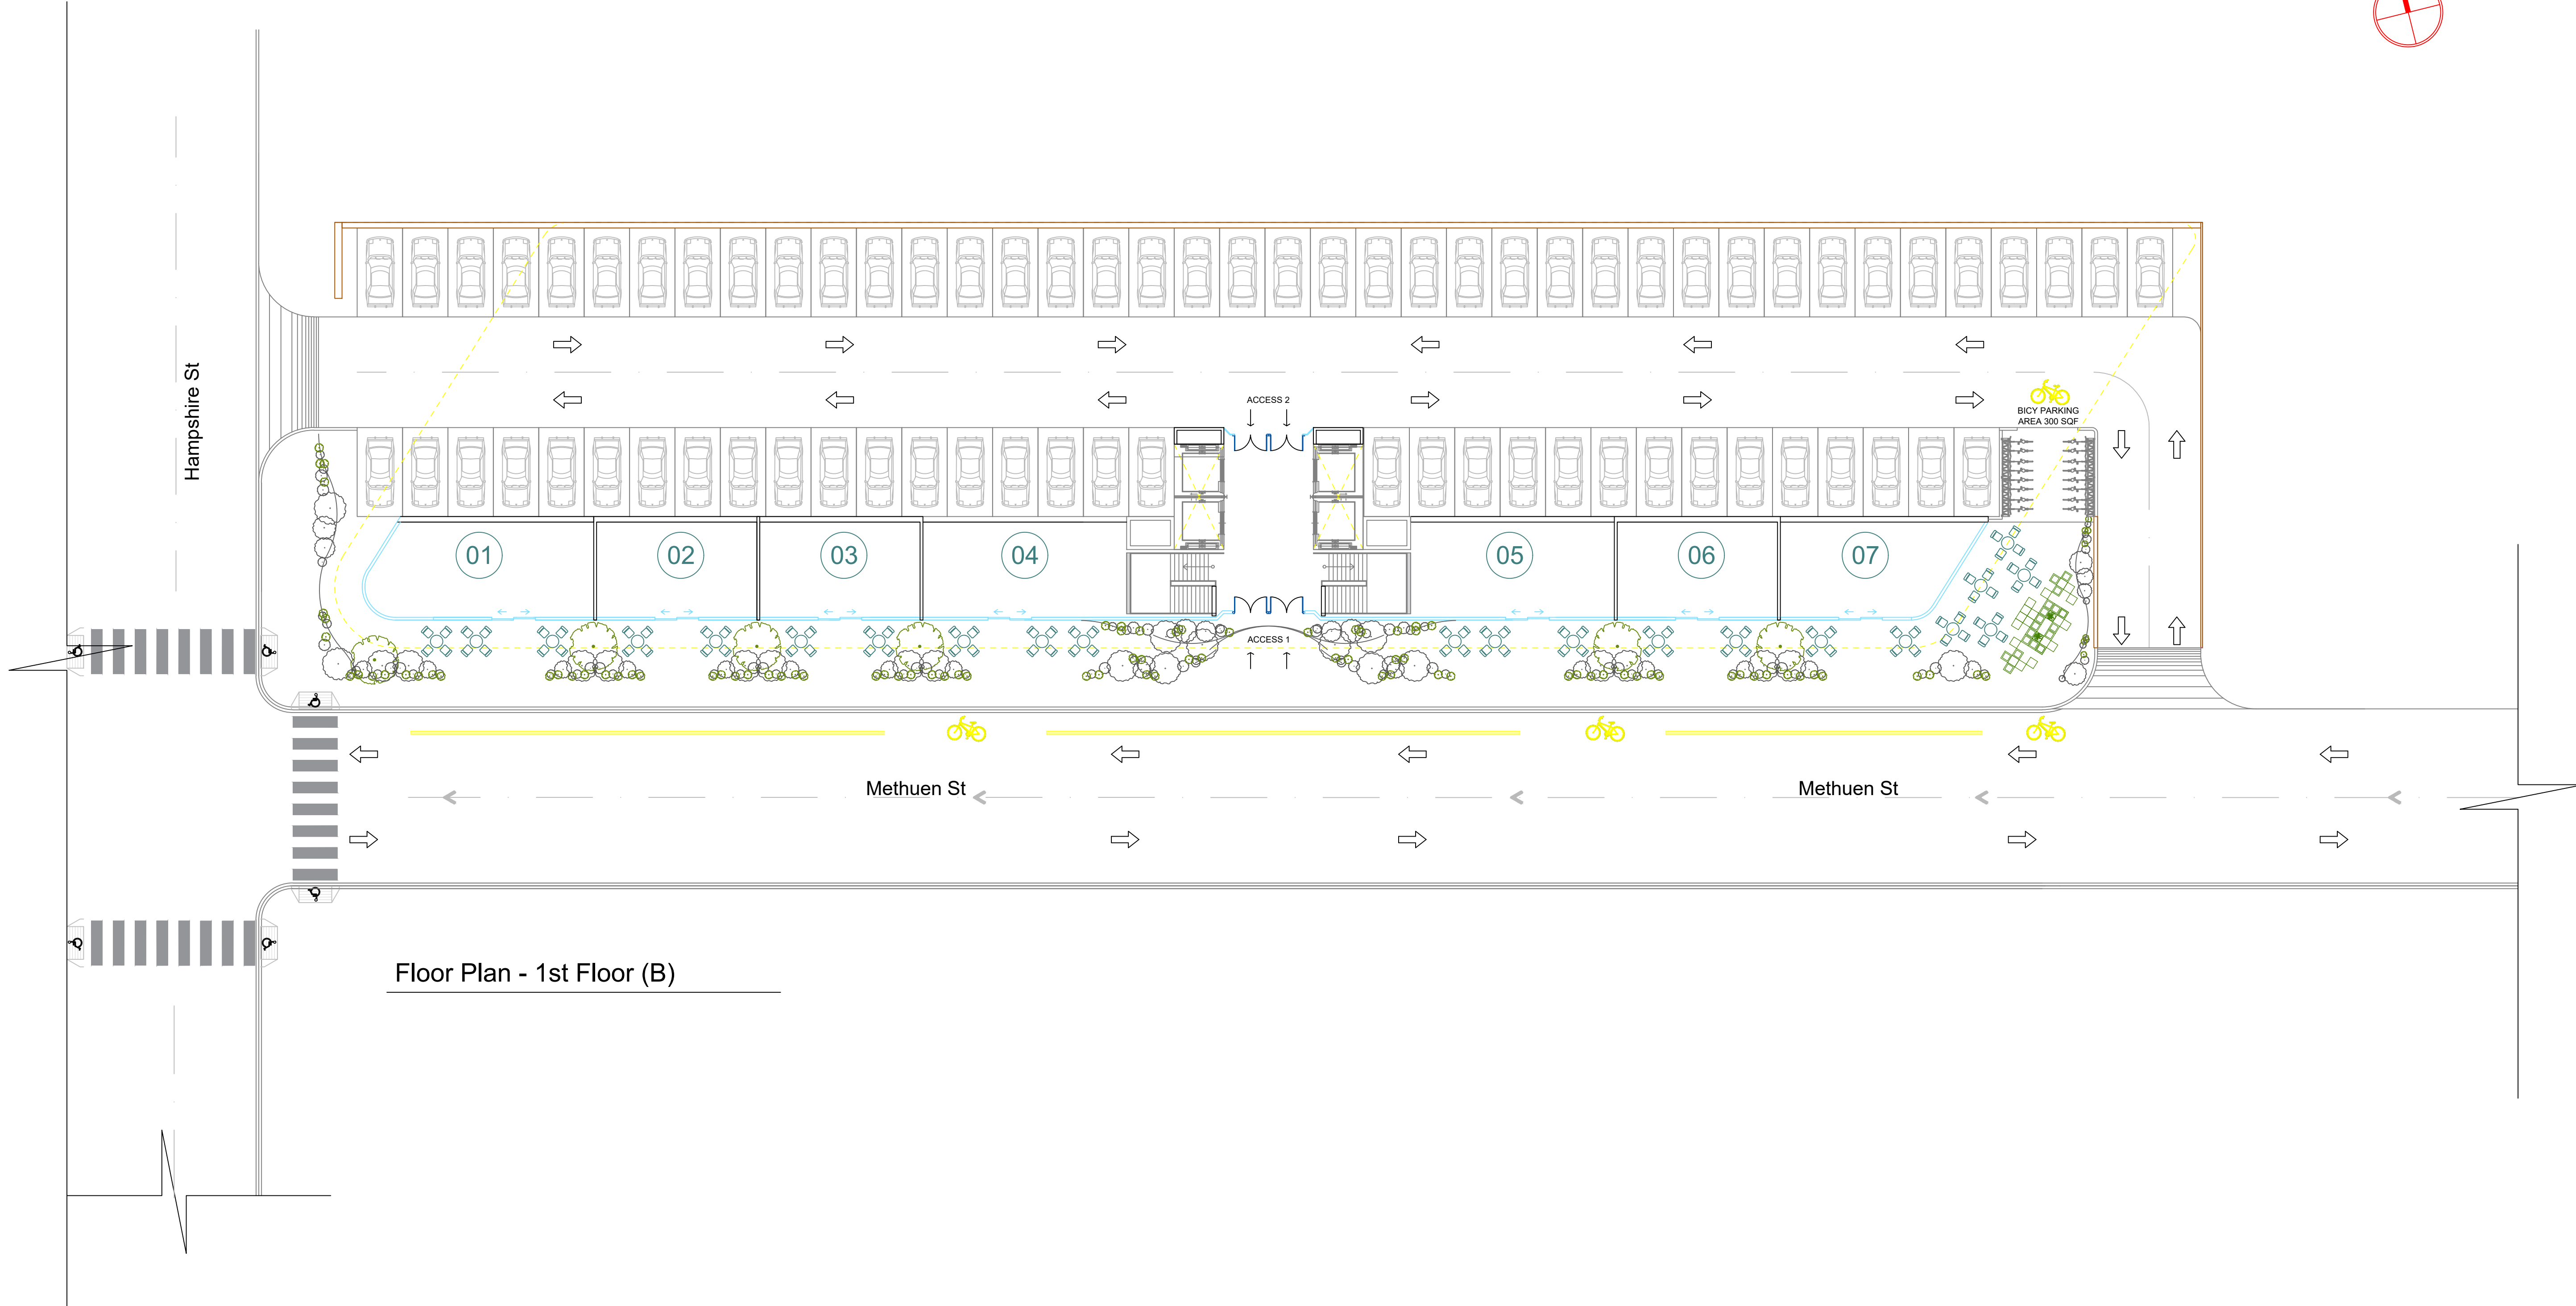 Hampshire St
ACCESS 2
BICY PARKING
AREA 300 SQF
01
02
03
04
05
06
07
ACCESS 1
Methuen St
Methuen St
Floor Plan - 1st Floor (B)